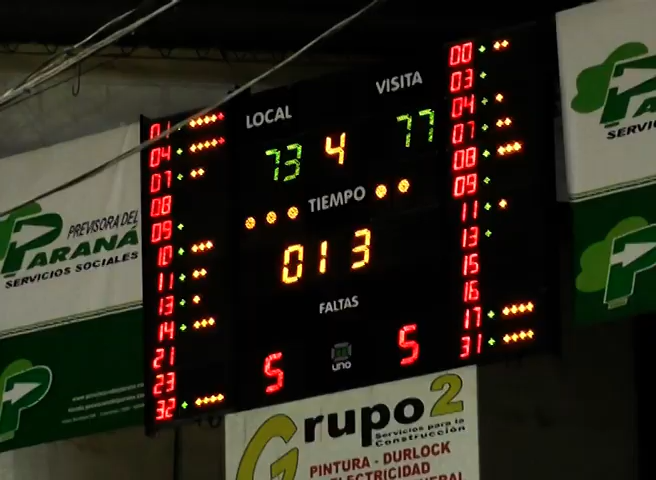 LOCAL
VISITA
73
4
77
TIEMPO
013
FALTAS
5
5
uno
01
04
07
08
09
10
11
13
14
21
23
32
00
03
04
07
08
09
11
13
15
16
17
31
PREVISORA DEL
PARANÁ
SERVICIOS SOCIALES
Grupo2
Servicios para la
Construcción
PINTURA - DURLOCK
ELECTRICIDAD